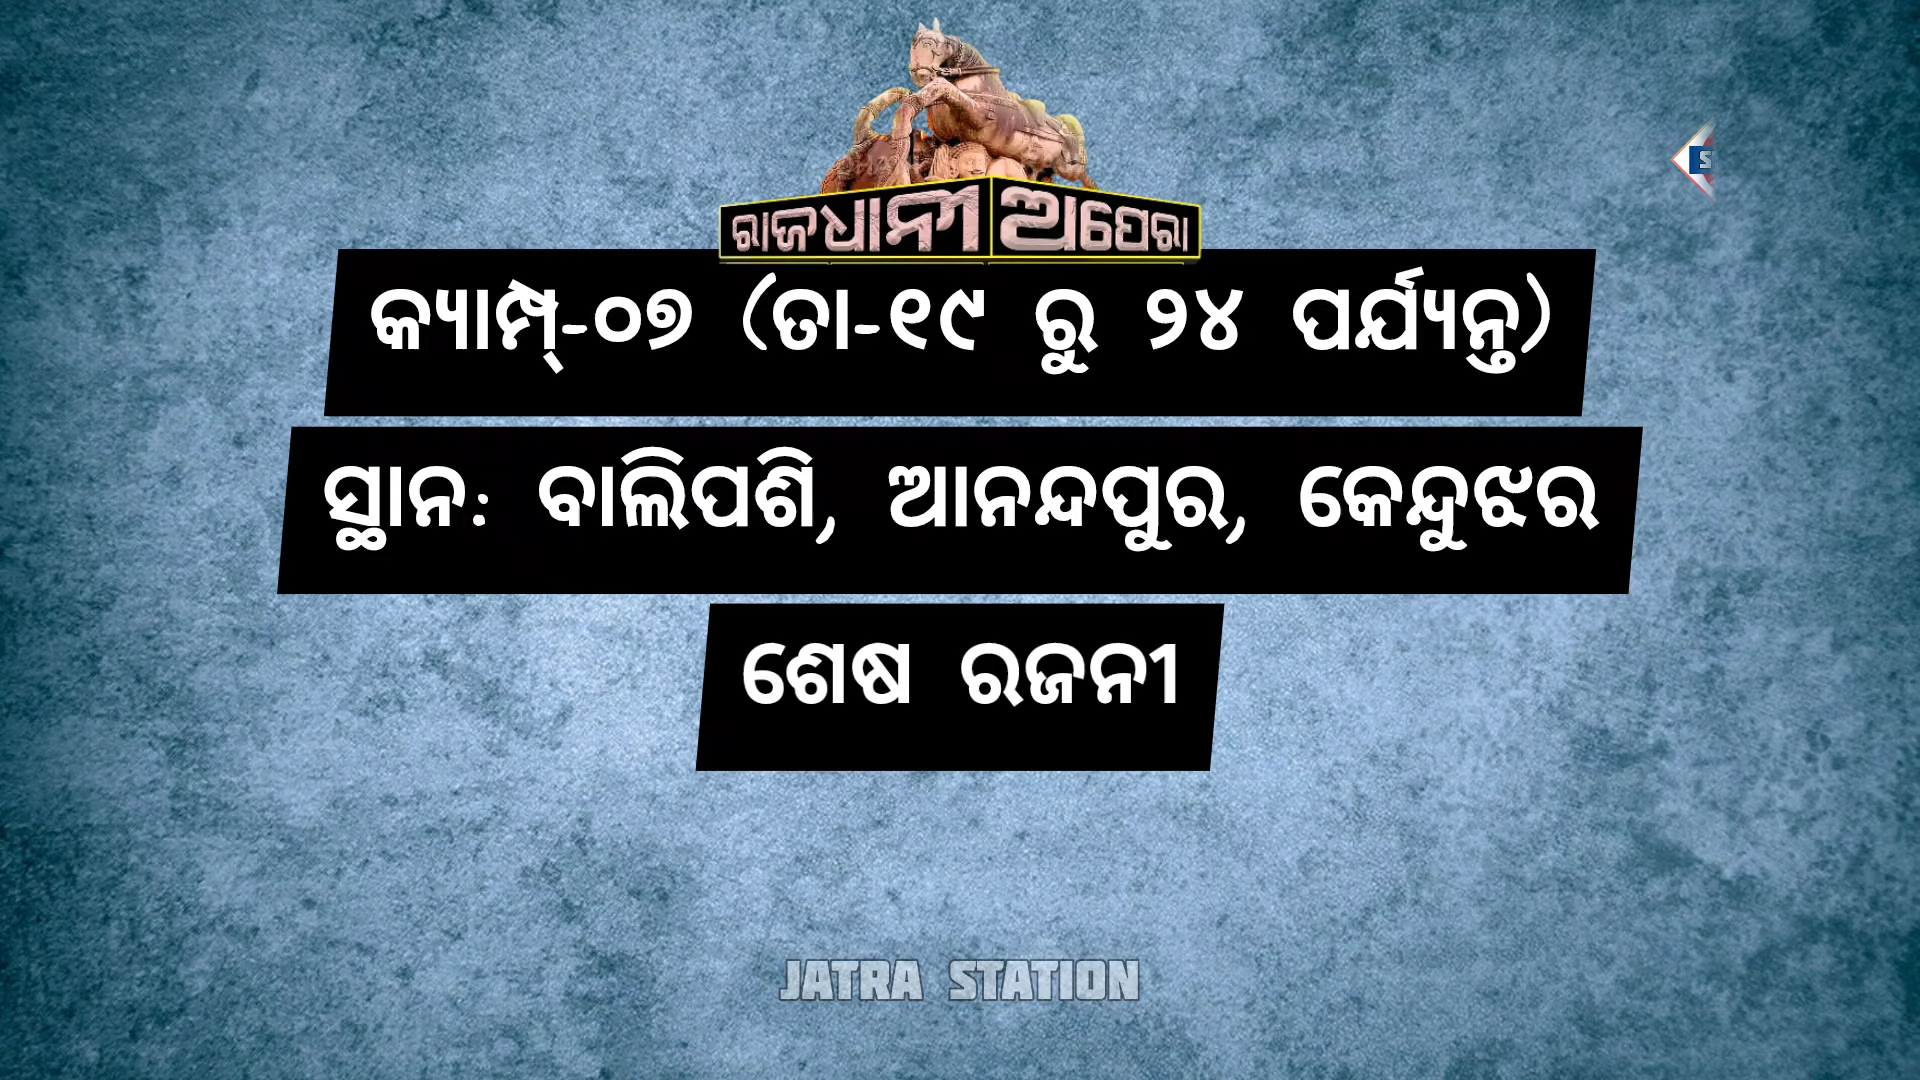 ରାଜଧାନୀ ଅପେରା
କ୍ୟାମ୍ପ୍-୦୭ (ତା-୧୯ ରୁ ୨୪ ପର୍ଯ୍ୟନ୍ତ)
ସ୍ଥାନ: ବାଲିପଶି, ଆନନ୍ଦପୁର, କେନ୍ଦୁଝର
ଶେଷ ରଜନୀ
JATRA STATION